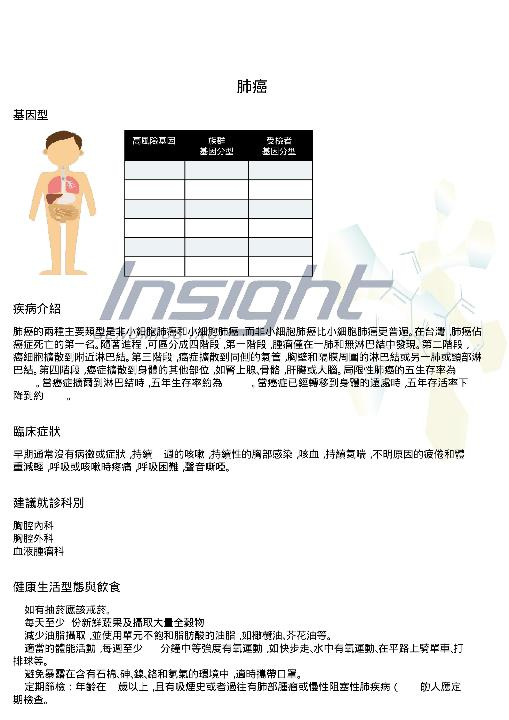 肺癌
基因型
高風險基因 族群基因分型 受檢者基因分型
Insight
疾病介紹
肺癌的兩種主要類型是非小細胞肺癌和小細胞肺癌,而非小細胞肺癌比小細胞肺癌更普遍。在台灣,肺癌佔
癌症死亡的第一名。隨著進程,可區分成四階段,第一階段,腫瘤僅在一肺和無淋巴結中發現。第二階段,
癌細胞擴散到附近淋巴結。第三階段,癌症擴散到同側的氣管,胸壁和橫膈周圍的淋巴結或另一肺或頸部淋
巴結。第四階段,癌症擴散到身體的其他部位,如腎上腺,骨骼,肝臟或大腦。局限性肺癌的五生存率為
。當癌症擴爾到淋巴結時,五年生存率約為 。當癌症已經轉移到身體的遠處時,五年存活率下
降到約 。
臨床症狀
早期通常沒有病徵或症狀,持續 週的咳嗽,持續性的胸部感染,咳血,持續氣喘,不明原因的疲倦和體
重減輕,呼吸或咳嗽時疼痛,呼吸困難,聲音嘶啞。
建議就診科別
胸腔內科
胸腔外科
血液腫瘤科
健康生活型態與飲食
如有抽菸應該戒菸。
每天至少 份新鮮蔬果及攝取大量全穀物
減少油脂攝取,並使用單元不飽和脂肪酸的油脂,如橄欖油、芥花油等。
適當的體能活動,每週至少 分鐘中等強度有氧運動,如快步走、水中有氧運動、在平路上騎單車、打
排球等。
避免暴露在含有石棉、砷、鎳、鉻和氡氣的環境中,適時攜帶口罩。
定期篩檢:年齡在 歲以上,且有吸煙史或者過往有肺部腫瘤或慢性阻塞性肺疾病( 的人應定
期檢查。